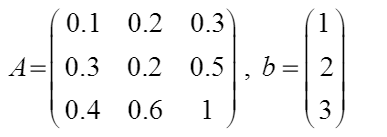 A= ( 0.1 0.2 0.3
0.3 0.2 0.5
0.4 0.6 1 ) , b = ( 1
2
3 )